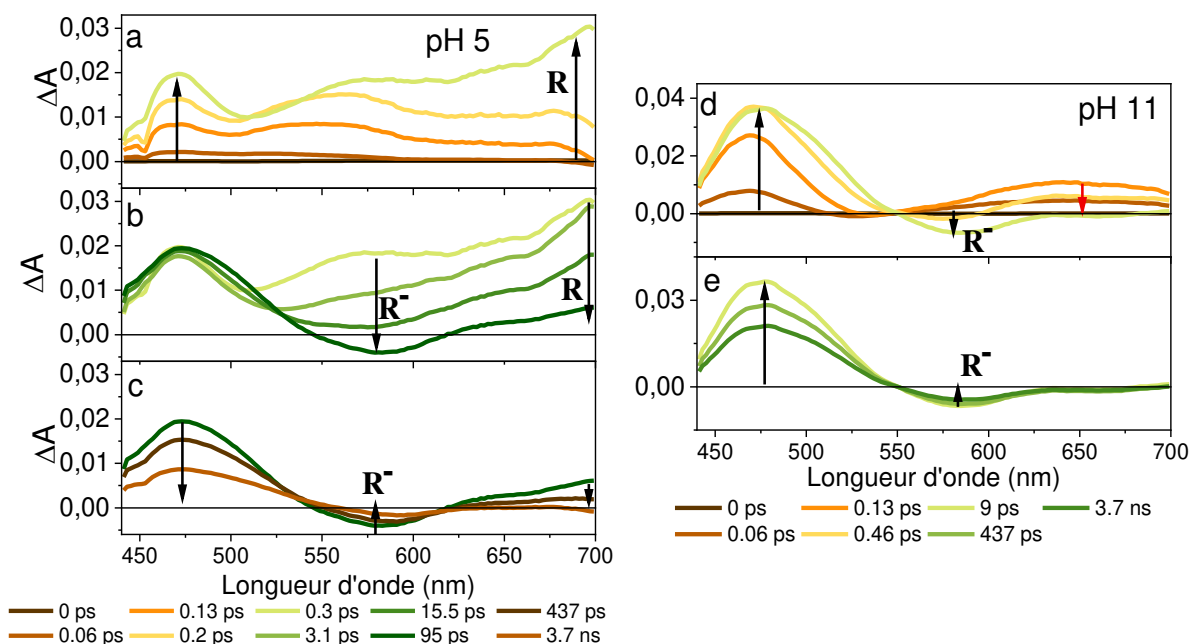 a
pH 5
R
0,03
0,02
0,01
0,00
ΔA
b
R⁻
R
0,03
0,02
0,01
0,00
ΔA
c
R⁻
0,03
0,02
0,01
0,00
ΔA
450 500 550 600 650 700
Longueur d'onde (nm)
0 ps 0.13 ps 0.3 ps 15.5 ps 437 ps
0.06 ps 0.2 ps 3.1 ps 95 ps 3.7 ns
d
pH 11
R⁻
0,04
0,02
0,00
ΔA
e
R⁻
0,03
0,00
ΔA
450 500 550 600 650 700
Longueur d'onde (nm)
0 ps 0.13 ps 9 ps 3.7 ns
0.06 ps 0.46 ps 437 ps